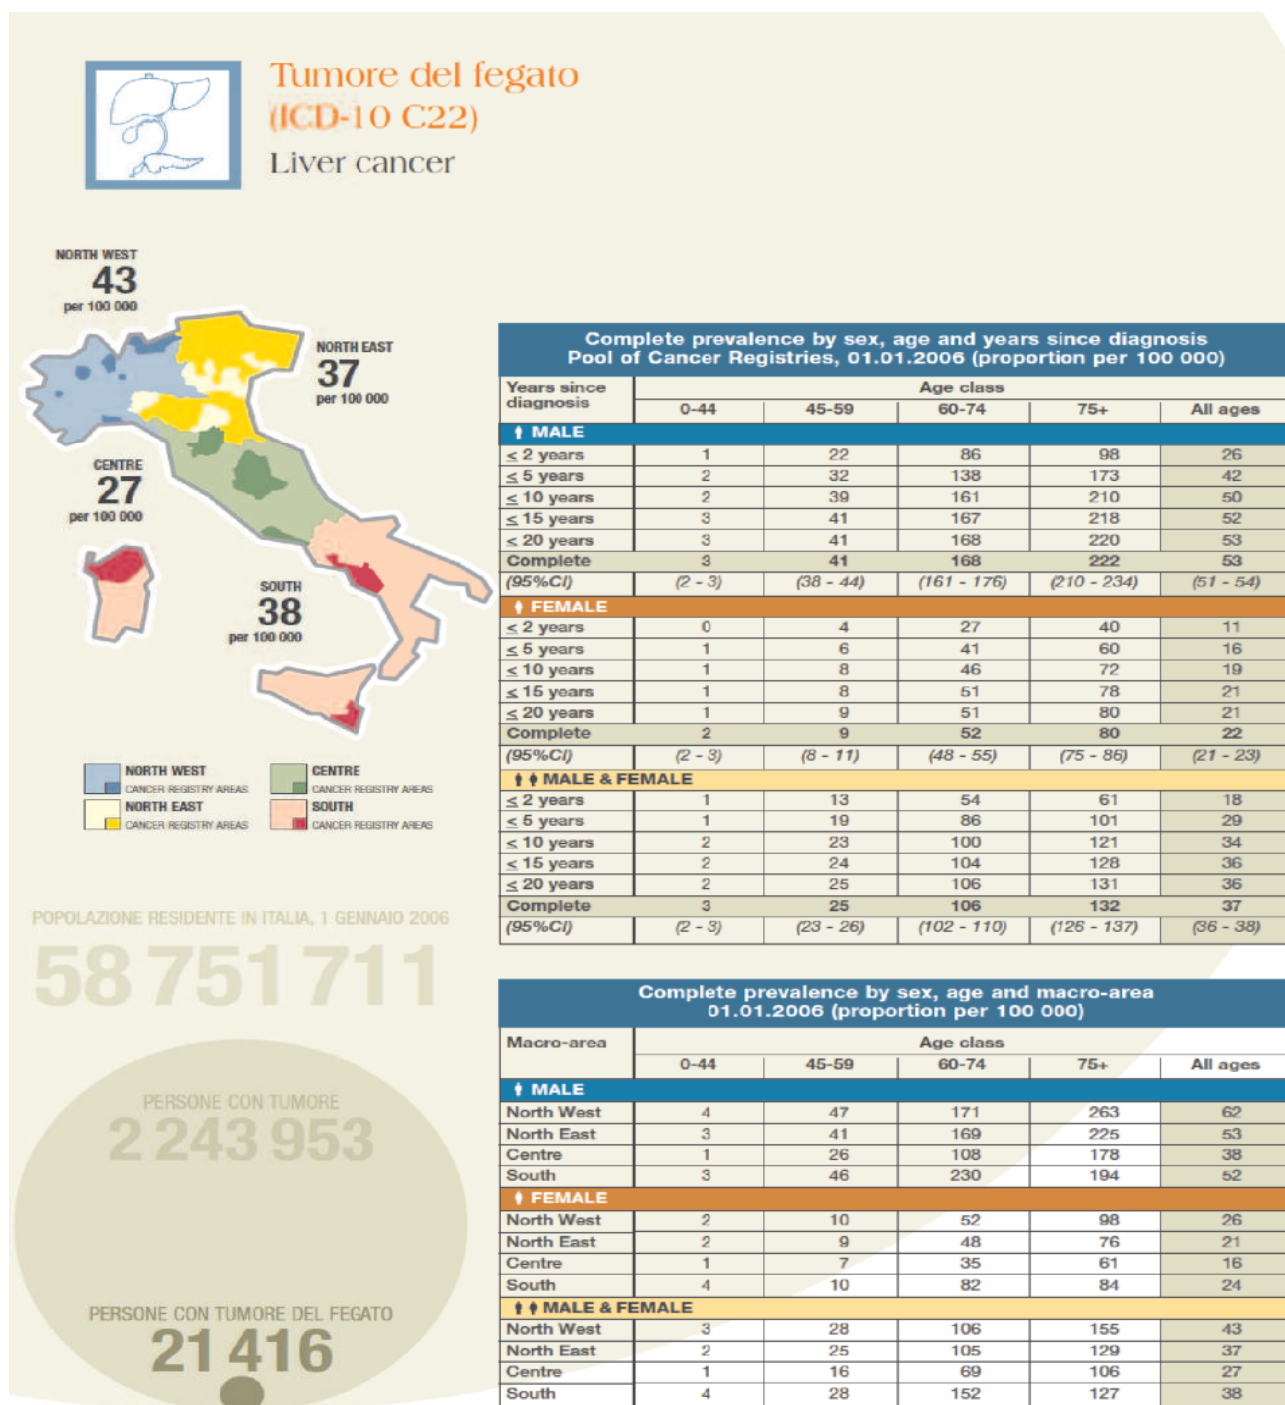 Tumore del fegato
(ICD-10 C22)
Liver cancer
NORTH WEST
43
per 100 000
NORTH EAST
37
per 100 000
CENTRE
27
per 100 000
SOUTH
38
per 100 000
NORTH WEST
CANCER REGISTRY AREAS
NORTH EAST
CANCER REGISTRY AREAS
CENTRE
CANCER REGISTRY AREAS
SOUTH
CANCER REGISTRY AREAS
POPOLAZIONE RESIDENTE IN ITALIA, 1 GENNAIO 2006
58 751 711
PERSONE CON TUMORE
2 243 953
PERSONE CON TUMORE DEL FEGATO
21 416
Complete prevalence by sex, age and years since diagnosis
Pool of Cancer Registries, 01.01.2006 (proportion per 100 000)
Years since diagnosis Age class
0-44 45-59 60-74 75+ All ages
MALE
≤ 2 years 1 22 86 98 26
≤ 5 years 2 32 138 173 42
≤ 10 years 2 39 161 210 50
≤ 15 years 3 41 167 218 52
≤ 20 years 3 41 168 220 53
Complete 3 41 168 222 53
(95%CI) (2 - 3) (38 - 44) (161 - 176) (210 - 234) (51 - 54)
FEMALE
≤ 2 years 0 4 27 40 11
≤ 5 years 1 6 41 60 16
≤ 10 years 1 8 46 72 19
≤ 15 years 1 8 51 78 21
≤ 20 years 1 9 51 80 21
Complete 2 9 52 80 22
(95%CI) (2 - 3) (8 - 11) (48 - 55) (75 - 86) (21 - 23)
MALE & FEMALE
≤ 2 years 1 13 54 61 18
≤ 5 years 1 19 86 101 29
≤ 10 years 2 23 100 121 34
≤ 15 years 2 24 104 128 36
≤ 20 years 2 25 106 131 36
Complete 3 25 106 132 37
(95%CI) (2 - 3) (23 - 26) (102 - 110) (126 - 137) (36 - 38)
Complete prevalence by sex, age and macro-area
01.01.2006 (proportion per 100 000)
Macro-area Age class
0-44 45-59 60-74 75+ All ages
MALE
North West 4 47 171 263 62
North East 3 41 169 225 53
Centre 1 26 108 178 38
South 3 46 230 194 52
FEMALE
North West 2 10 52 98 26
North East 2 9 48 76 21
Centre 1 7 35 61 16
South 4 10 82 84 24
MALE & FEMALE
North West 3 28 106 155 43
North East 2 25 105 129 37
Centre 1 16 69 106 27
South 4 28 152 127 38